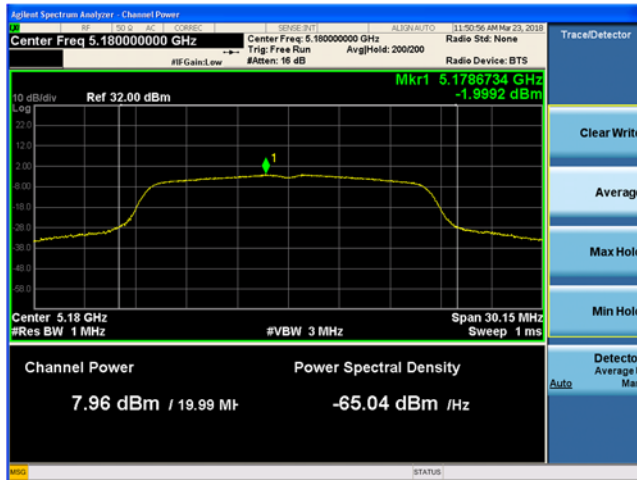 Agilent Spectrum Analyzer - Channel Power
RF 50 Ω AC CORREC SENSE:INT ALIGN AUTO 11:50:56 AM Mar 23, 2018
Center Freq 5.180000000 GHz Center Freq: 5.180000000 GHz Radio Std: None Trace/Detector
Trig: Free Run Avg|Hold: 200/200
#IFGain:Low #Atten: 16 dB Radio Device: BTS
Mkr1 5.1786734 GHz
10 dB/div Ref 32.00 dBm -1.9992 dBm
Log
22.0
12.0
2.00
-8.00
-18.0
-28.0
-38.0
-48.0
-58.0
1
Clear Write
Average
Max Hold
Min Hold
Center 5.18 GHz Span 30.15 MHz
#Res BW 1 MHz #VBW 3 MHz Sweep 1 ms
Channel Power Power Spectral Density
7.96 dBm / 19.99 MH -65.04 dBm /Hz
Detecto
Average
Auto Ma
MSG STATUS